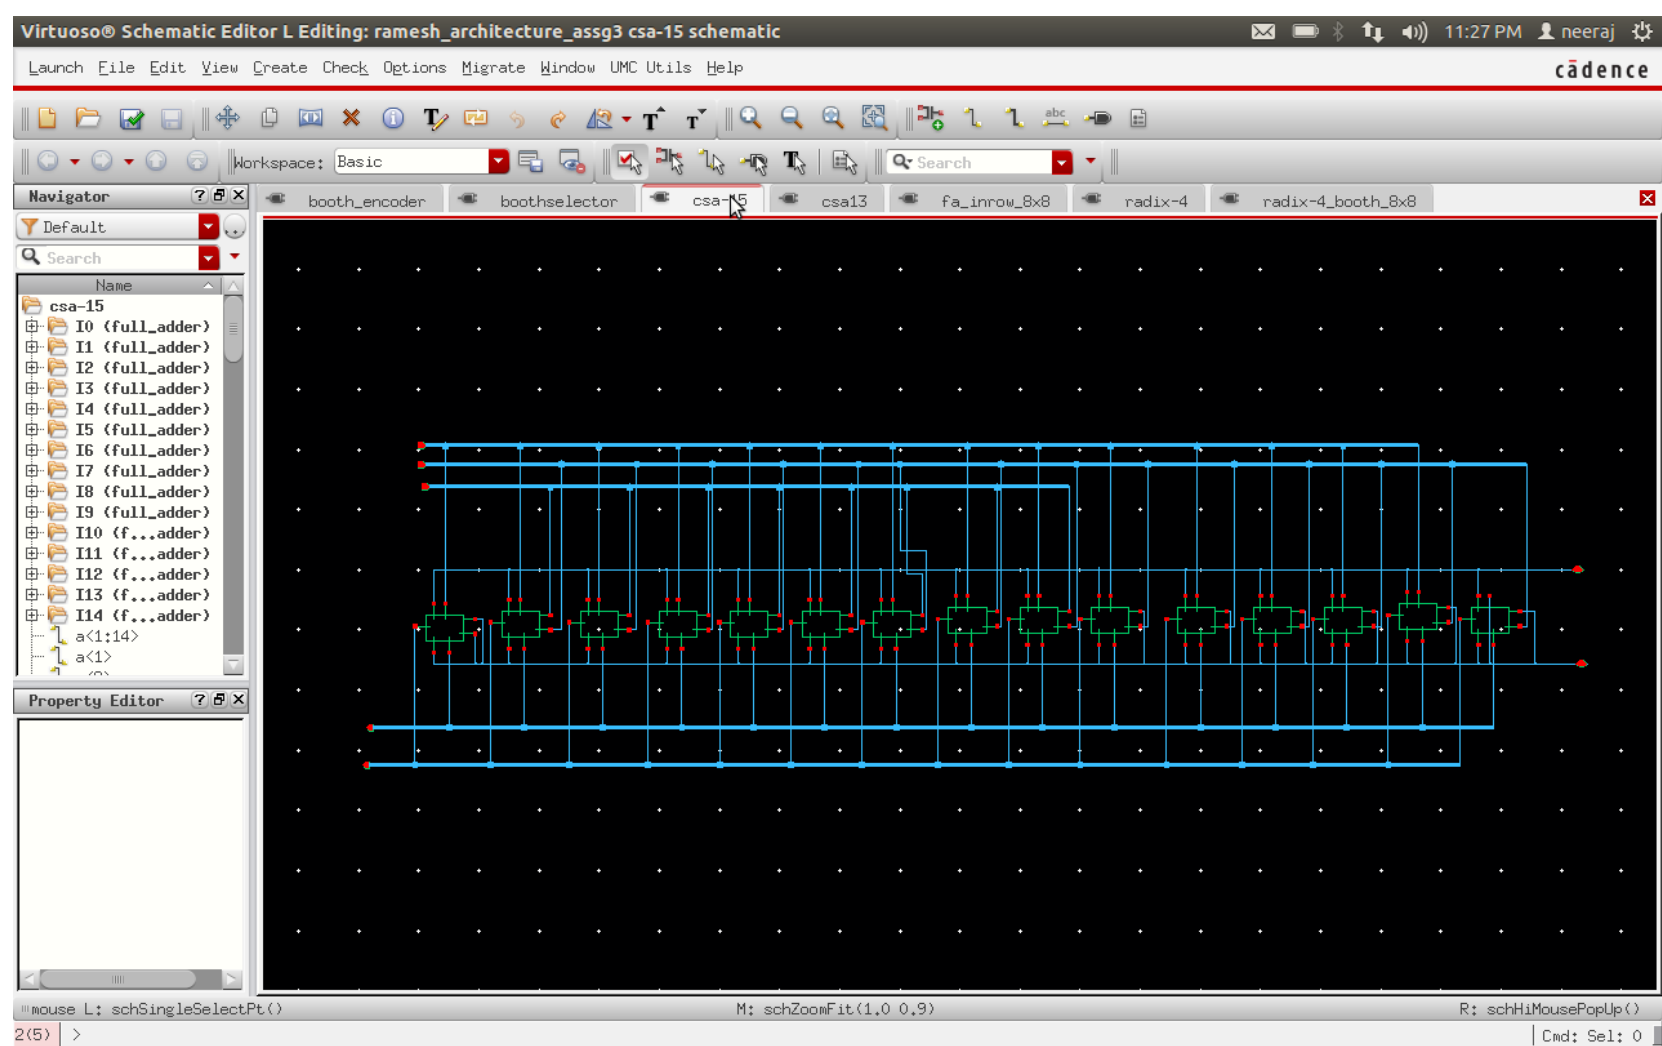 Virtuoso® Schematic Editor L Editing: ramesh_architecture_assg3 csa-15 schematic
11:27 PM neeraj
Launch File Edit View Create Check Options Migrate Window UMC Utils Help
cādence
Workspace: Basic
Search
Navigator
booth_encoder boothselector csa-15 csa13 fa_inrow_8x8 radix-4 radix-4_booth_8x8
Default
Search
Name
csa-15
I0 (full_adder)
I1 (full_adder)
I2 (full_adder)
I3 (full_adder)
I4 (full_adder)
I5 (full_adder)
I6 (full_adder)
I7 (full_adder)
I8 (full_adder)
I9 (full_adder)
I10 (f...adder)
I11 (f...adder)
I12 (f...adder)
I13 (f...adder)
I14 (f...adder)
a<1:14>
a<1>
Property Editor
mouse L: schSingleSelectPt() M: schZoomFit(1.0 0.9) R: schHiMousePopUp()
2(5) > Cmd: Sel: 0